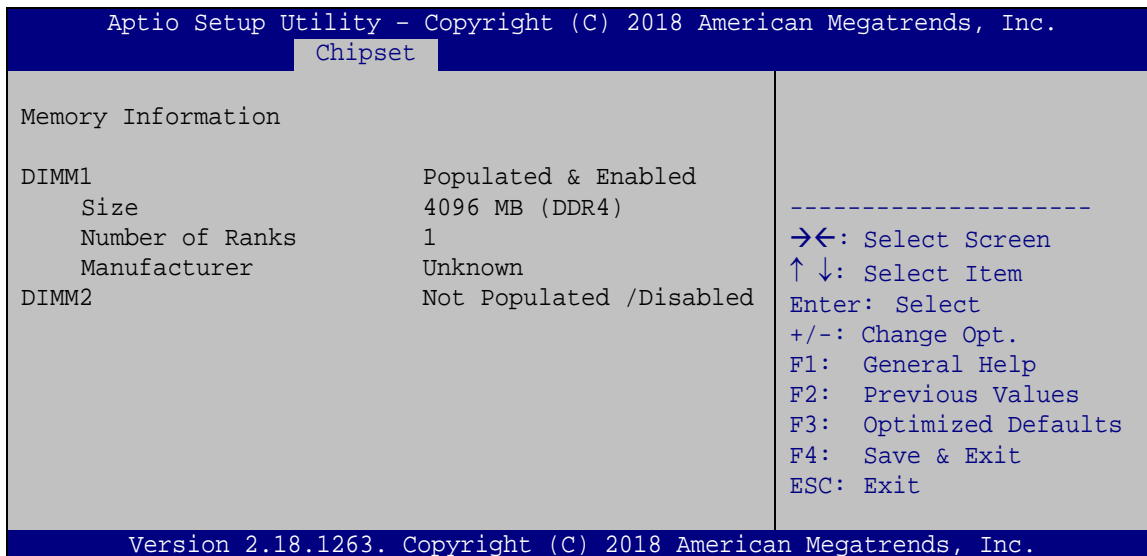 Aptio Setup Utility – Copyright (C) 2018 American Megatrends, Inc.
Chipset
Memory Information
DIMM1 Populated & Enabled
Size 4096 MB (DDR4)
Number of Ranks 1
Manufacturer Unknown
DIMM2 Not Populated /Disabled
---------------------
→←: Select Screen
↑ ↓: Select Item
Enter: Select
+/-: Change Opt.
F1: General Help
F2: Previous Values
F3: Optimized Defaults
F4: Save & Exit
ESC: Exit
Version 2.18.1263. Copyright (C) 2018 American Megatrends, Inc.